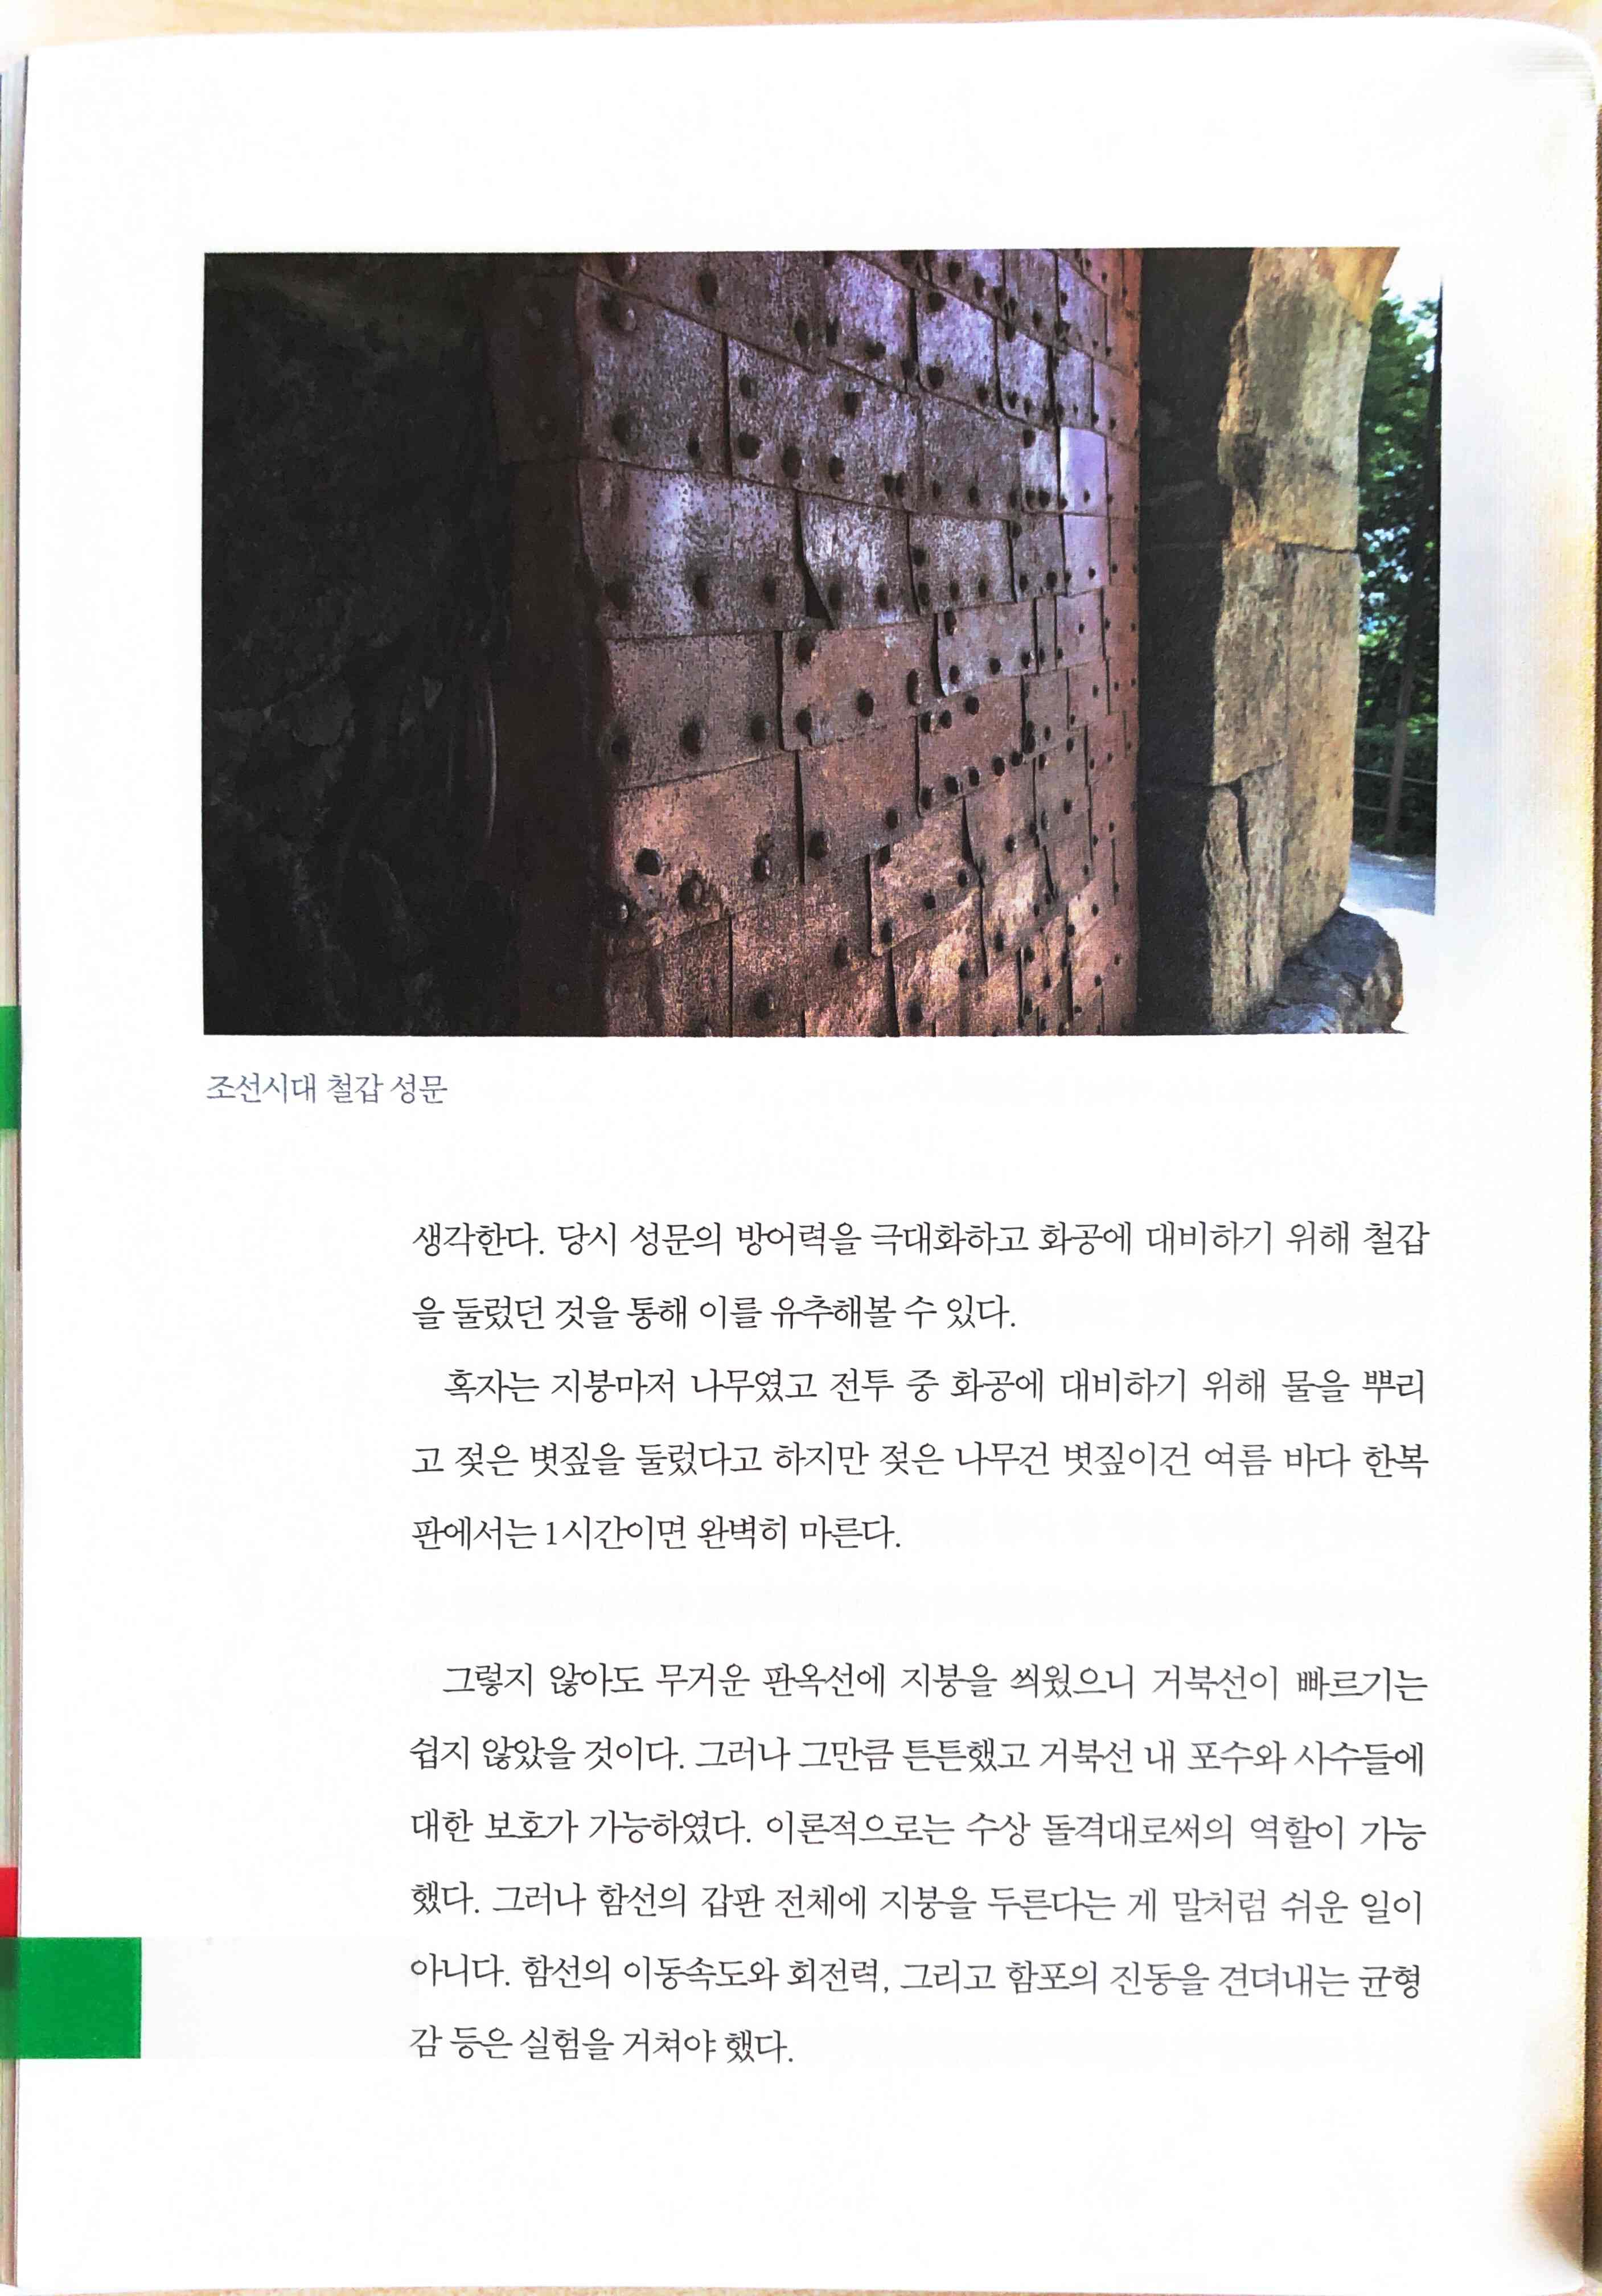 조선시대 철갑 성문
생각한다. 당시 성문의 방어력을 극대화하고 화공에 대비하기 위해 철갑
을 둘렀던 것을 통해 이를 유추해볼 수 있다.
혹자는 지붕마저 나무였고 전투 중 화공에 대비하기 위해 물을 뿌리
고 젖은 볏짚을 둘렀다고 하지만 젖은 나무건 볏짚이건 여름 바다 한복
판에서는 1시간이면 완벽히 마른다.
그렇지 않아도 무거운 판옥선에 지붕을 씌웠으니 거북선이 빠르기는
쉽지 않았을 것이다. 그러나 그만큼 튼튼했고 거북선 내 포수와 사수들에
대한 보호가 가능하였다. 이론적으로는 수상 돌격대로써의 역할이 가능
했다. 그러나 함선의 갑판 전체에 지붕을 두른다는 게 말처럼 쉬운 일이
아니다. 함선의 이동속도와 회전력, 그리고 함포의 진동을 견뎌내는 균형
감 등은 실험을 거쳐야 했다.